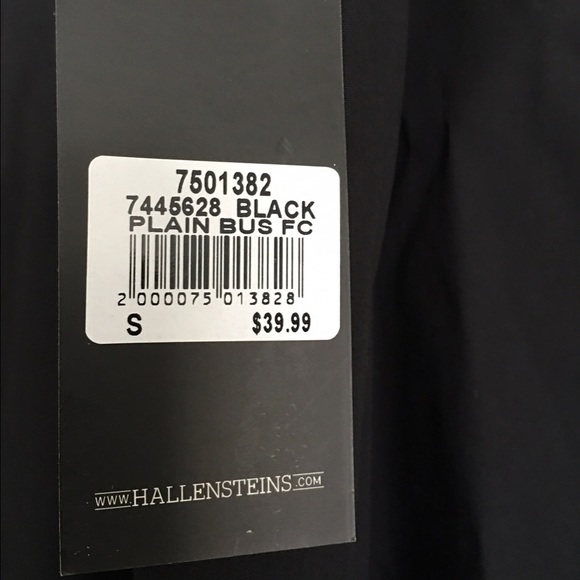 7501382
7445628 BLACK
PLAIN BUS FC
2 000075 013828
S $39.99
www.HALLENSTEINS.COM